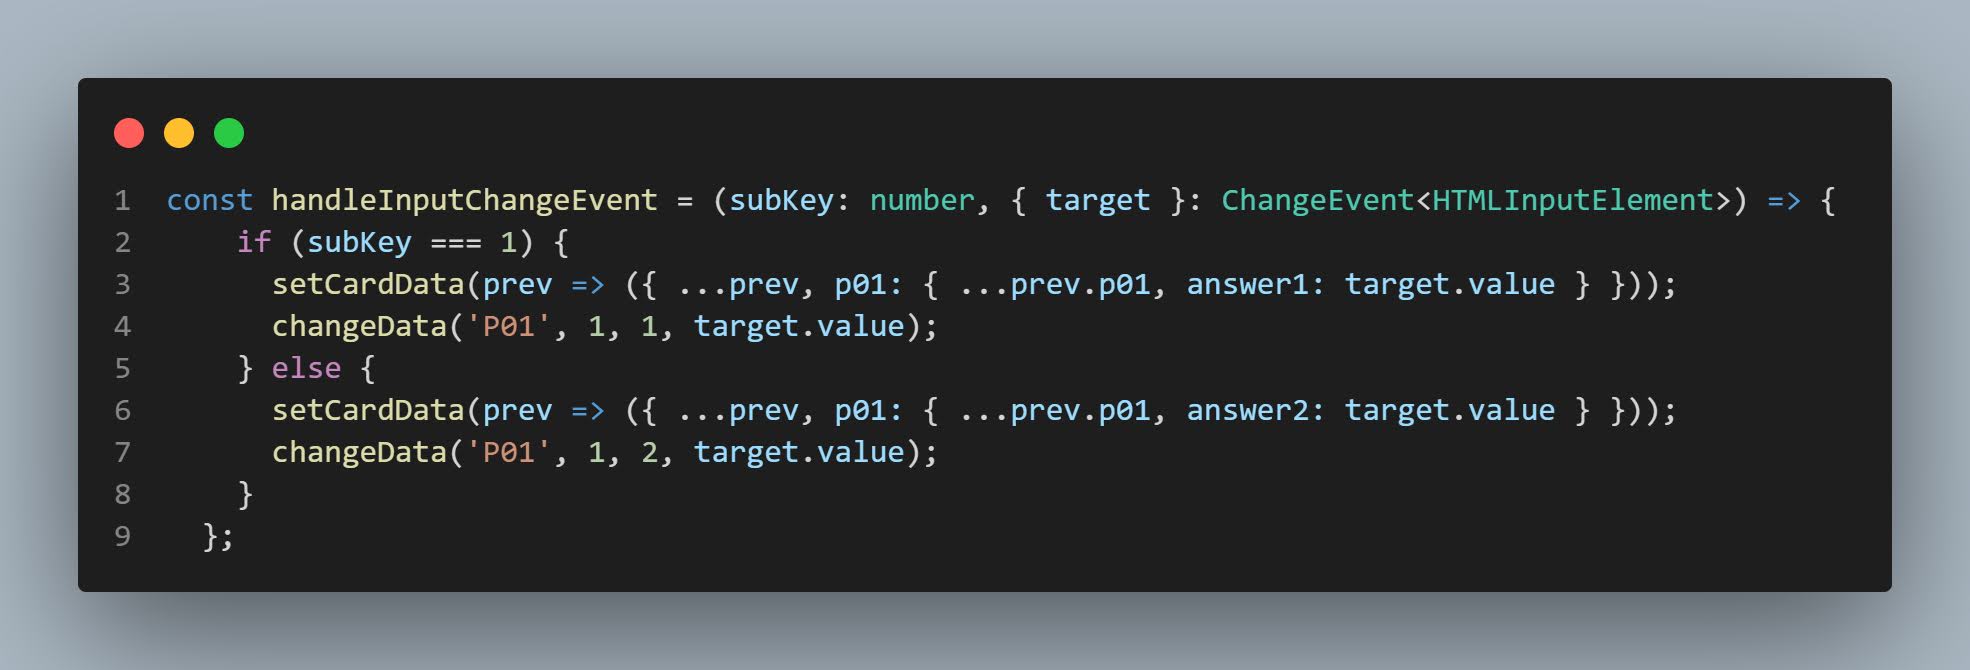 1 const handleInputChangeEvent = (subKey: number, { target }: ChangeEvent<HTMLInputElement>) => {
2     if (subKey === 1) {
3       setCardData(prev => ({ ...prev, p01: { ...prev.p01, answer1: target.value } }));
4       changeData('P01', 1, 1, target.value);
5     } else {
6       setCardData(prev => ({ ...prev, p01: { ...prev.p01, answer2: target.value } }));
7       changeData('P01', 1, 2, target.value);
8     }
9   };